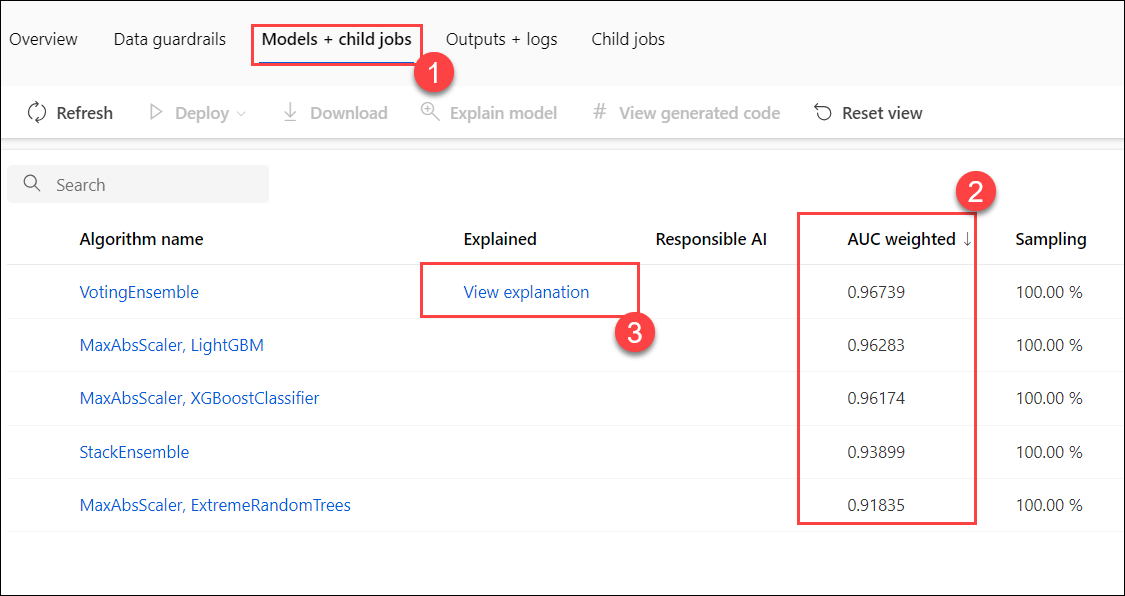 Overview Data guardrails Models + child jobs Outputs + logs Child jobs
1
Refresh Deploy Download Explain model # View generated code Reset view
Search
2
Algorithm name Explained Responsible AI AUC weighted ↓ Sampling
VotingEnsemble View explanation 0.96739 100.00 %
3
MaxAbsScaler, LightGBM 0.96283 100.00 %
MaxAbsScaler, XGBoostClassifier 0.96174 100.00 %
StackEnsemble 0.93899 100.00 %
MaxAbsScaler, ExtremeRandomTrees 0.91835 100.00 %